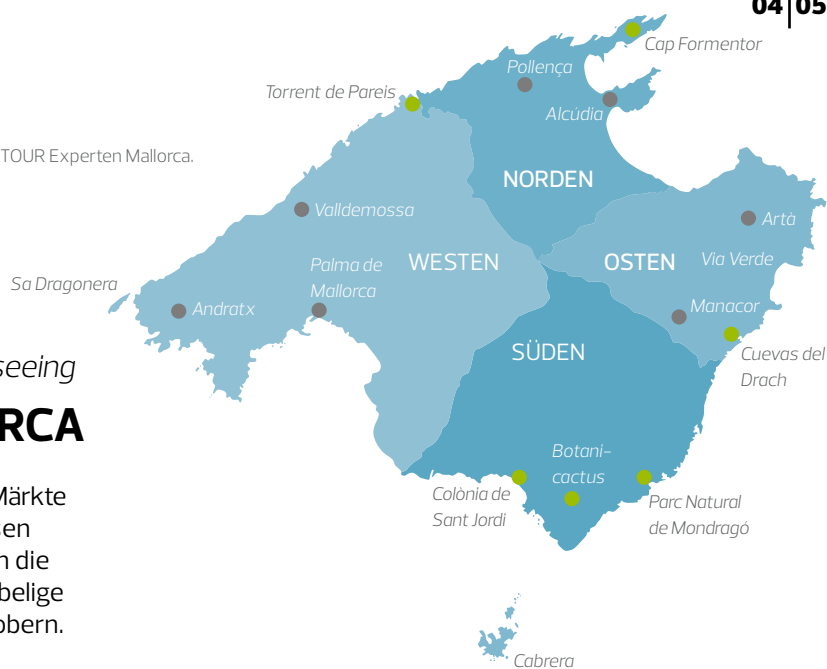 04|05
Cap Formentor
Pollença
Torrent de Pareis
Alcúdia
TOUR Experten Mallorca.
NORDEN
Valldemossa
Artà
Palma de
Mallorca
WESTEN
OSTEN
Via Verde
Sa Dragonera
Andratx
Manacor
SÜDEN
Cuevas del
Drach
Botani-
cactus
Colònia de
Sant Jordi
Parc Natural
de Mondragó
Cabrera
seeing
RCA
Märkte
sen
n die
belige
bern.